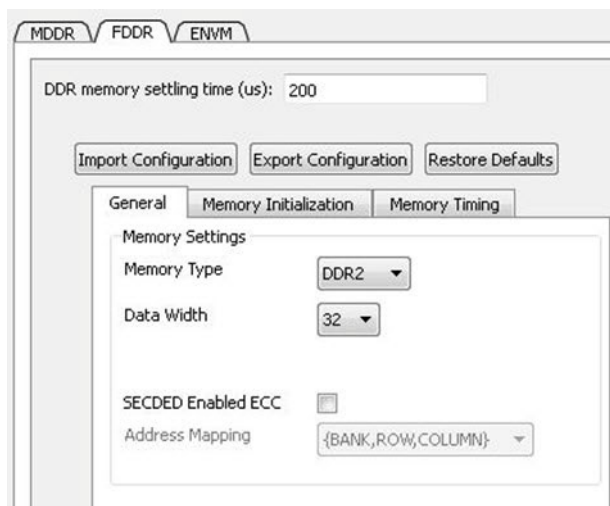 MDDR FDDR ENVM
DDR memory settling time (us): 200
Import Configuration Export Configuration Restore Defaults
General Memory Initialization Memory Timing
Memory Settings
Memory Type DDR2
Data Width 32
SECDED Enabled ECC
Address Mapping {BANK,ROW,COLUMN}